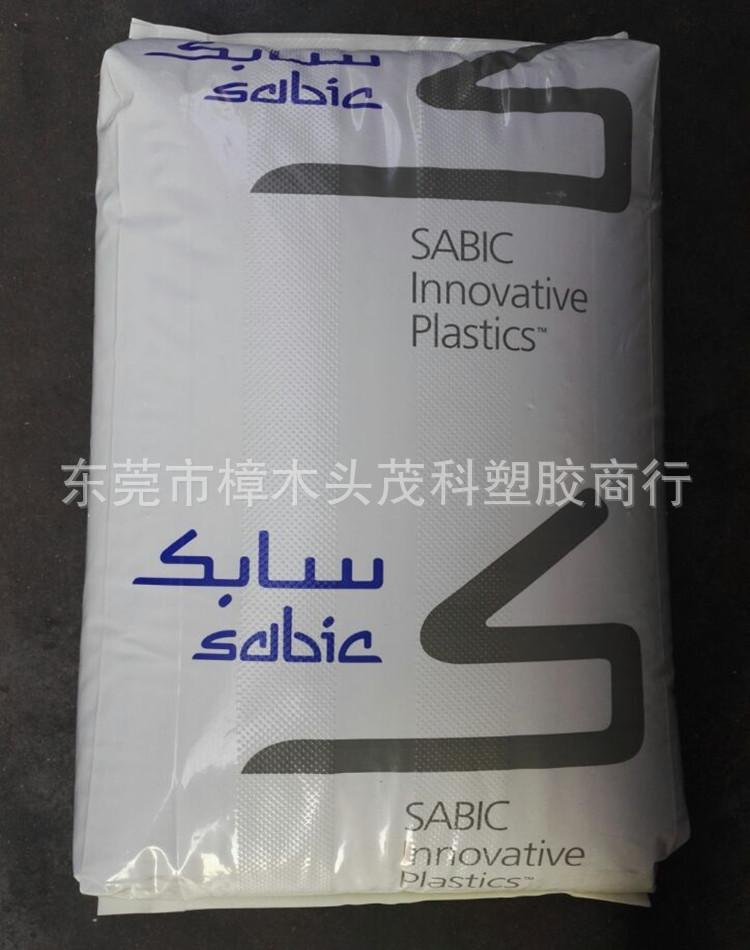 سابك
sabic
SABIC
Innovative
Plastics™
东莞市樟木头茂科塑胶商行
سابك
sabic
SABIC
Innovative
Plastics™